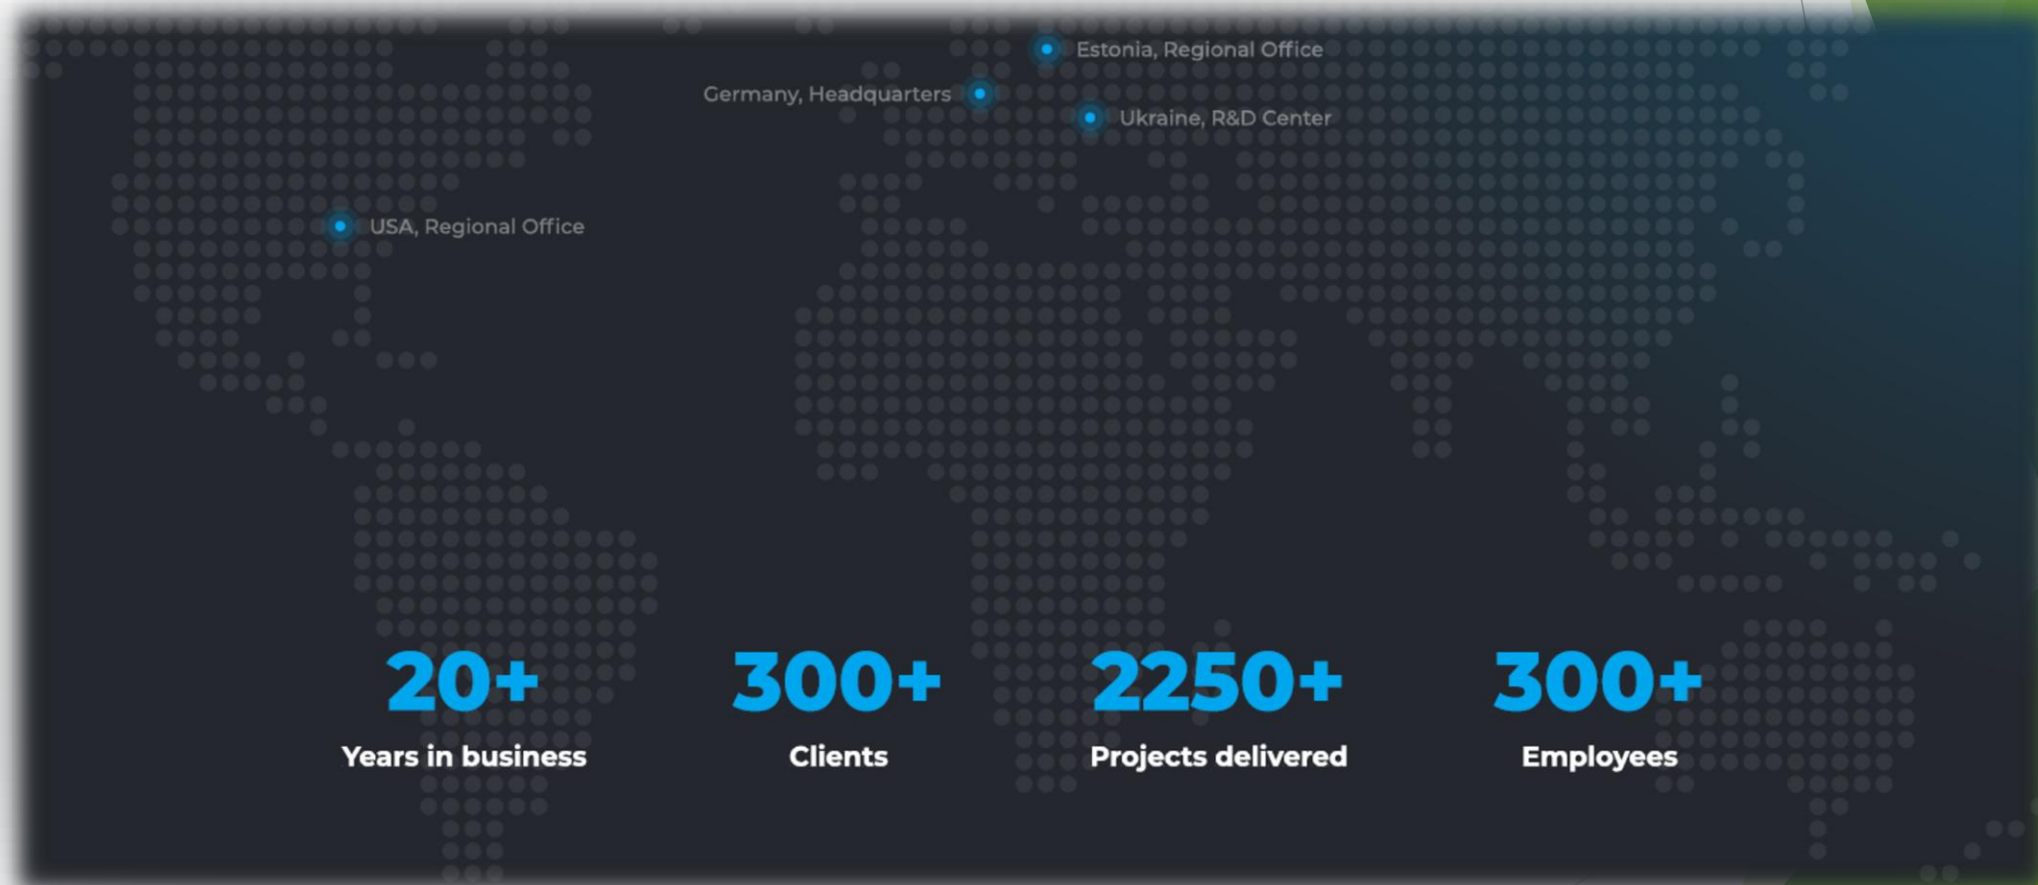 Estonia, Regional Office
Germany, Headquarters
Ukraine, R&D Center
USA, Regional Office
20+
Years in business
300+
Clients
2250+
Projects delivered
300+
Employees